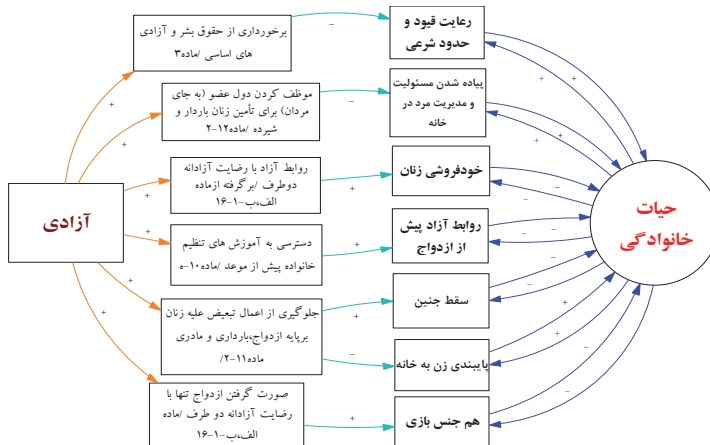 آزادی
برخورداری از حقوق بشر و آزادی
های اساسی /ماده۳
موظف کردن دول عضو (به جای
مردان) برای تأمین زنان باردار و
شیرده /ماده۱۲-۲
روابط آزاد با رضایت آزادانه
دوطرف /برگرفته ازماده
۱۶-۱-الف،ب
دسترسی به آموزش های تنظیم
خانواده پیش از موعد /ماده۱۰-ه
جلوگیری از اعمال تبعیض علیه زنان
برپایه ازدواج،بارداری و مادری
/ماده۱۱-۲
صورت گرفتن ازدواج تنها با
رضایت آزادانه دو طرف /ماده
۱۶-۱-الف،ب
رعایت قیود و
حدود شرعی
پیاده شدن مسئولیت
و مدیریت مرد در
خانه
خودفروشی زنان
روابط آزاد پیش
از ازدواج
سقط جنین
پایبندی زن به خانه
هم جنس بازی
حیات
خانوادگی